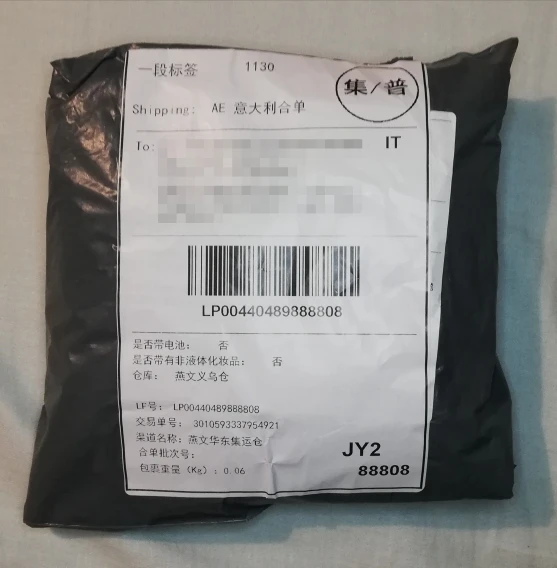 一段标签 1130
集/普
Shipping: AE 意大利合单
To: IT
LP00440489888808
是否带电池: 否
是否带有非液体化妆品: 否
仓库: 燕文义乌仓
LP号: LP00440489888808
交易单号: 3010593337954921
渠道名称: 燕文华东集运仓
合单批次号:
包裹重量 (Kg): 0.06
JY2
88808